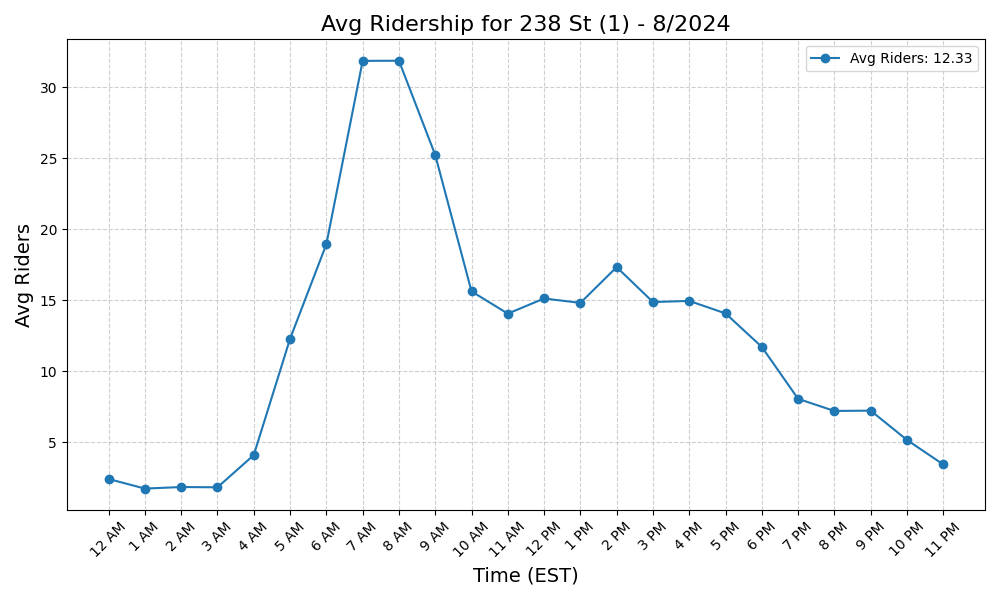 Avg Ridership for 238 St (1) - 8/2024
Avg Riders: 12.33
Avg Riders
30
25
20
15
10
5
12 AM
1 AM
2 AM
3 AM
4 AM
5 AM
6 AM
7 AM
8 AM
9 AM
10 AM
11 AM
12 PM
1 PM
2 PM
3 PM
4 PM
5 PM
6 PM
7 PM
8 PM
9 PM
10 PM
11 PM
Time (EST)